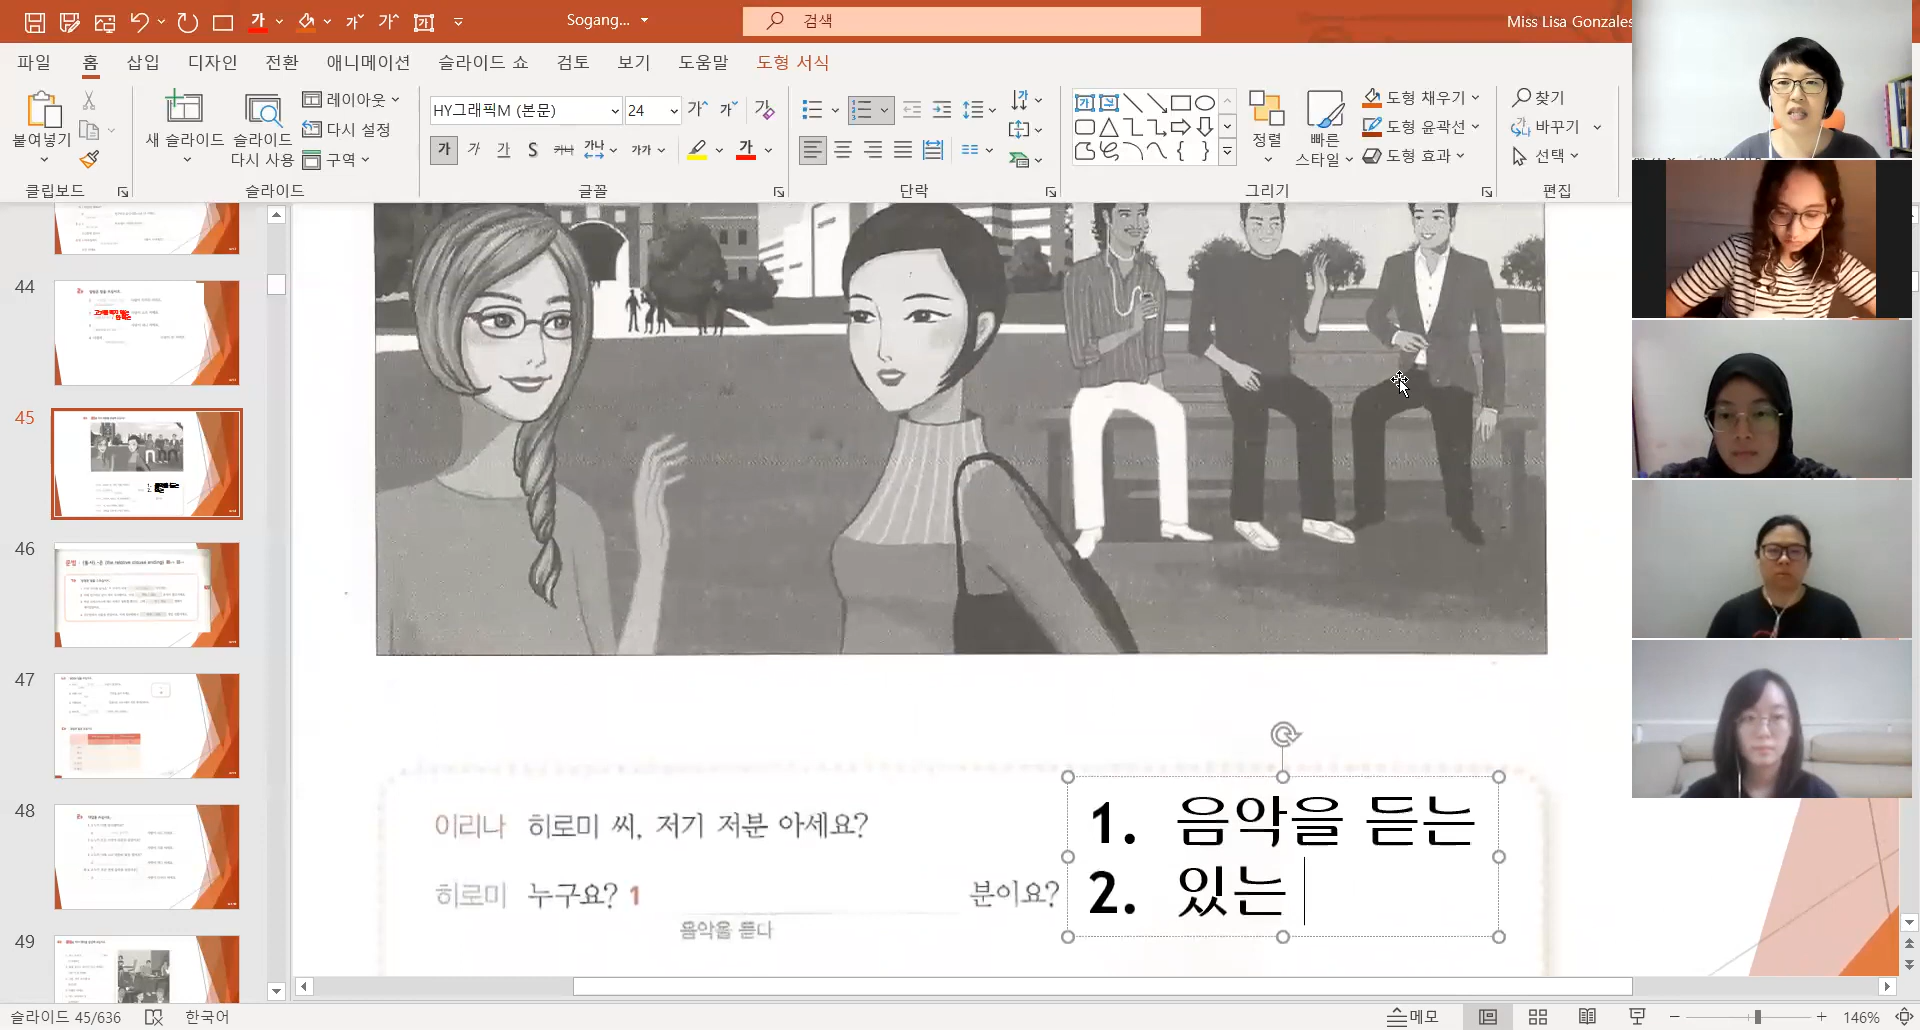 Sogang...
검색
Miss Lisa Gonzales
파일 홈 삽입 디자인 전환 애니메이션 슬라이드 쇼 검토 보기 도움말 도형 서식
붙여넣기
클립보드
새 슬라이드
슬라이드 다시 사용
레이아웃
다시 설정
구역
슬라이드
HY그래픽M (본문) 24
가 가 가 S 가나 가가 가
글꼴
단락
정렬
빠른 스타일
도형 채우기
도형 윤곽선
도형 효과
그리기
찾기
바꾸기
선택
편집
44
45
46
47
48
49
이리나 히로미 씨, 저기 저분 아세요?
히로미 누구요? 1 분이요?
음악을 듣다
1. 음악을 듣는
2. 있는
슬라이드 45/636 한국어 메모 146%